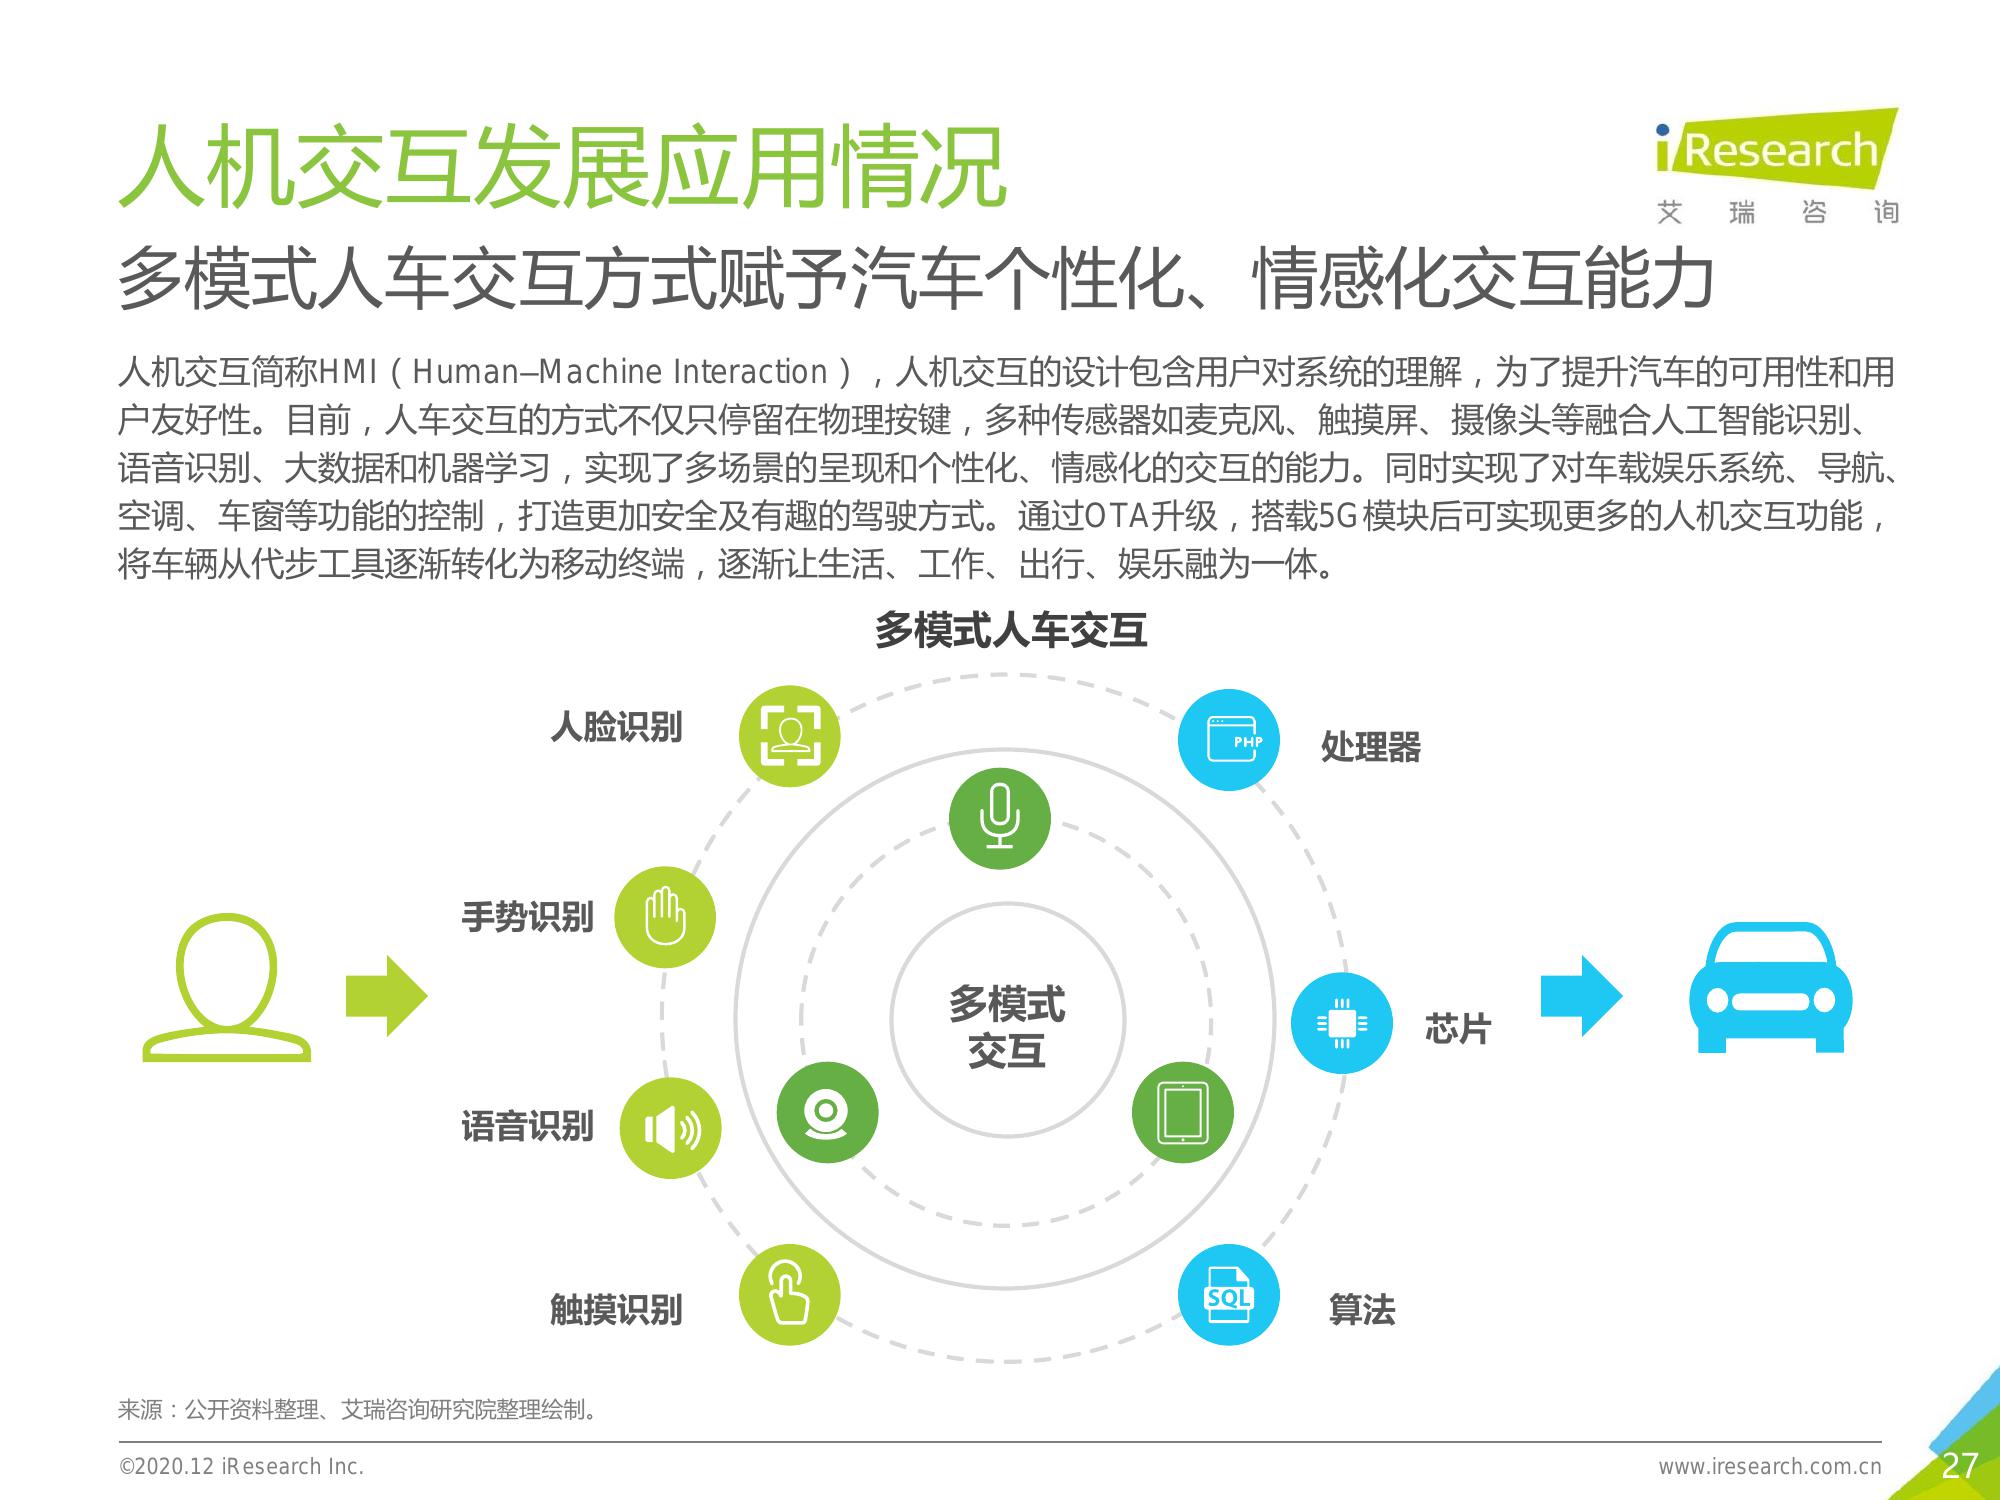 人机交互发展应用情况
iResearch
艾瑞咨询
多模式人车交互方式赋予汽车个性化、情感化交互能力
人机交互简称HMI（Human–Machine Interaction），人机交互的设计包含用户对系统的理解，为了提升汽车的可用性和用
户友好性。目前，人车交互的方式不仅只停留在物理按键，多种传感器如麦克风、触摸屏、摄像头等融合人工智能识别、
语音识别、大数据和机器学习，实现了多场景的呈现和个性化、情感化的交互的能力。同时实现了对车载娱乐系统、导航、
空调、车窗等功能的控制，打造更加安全及有趣的驾驶方式。通过OTA升级，搭载5G模块后可实现更多的人机交互功能，
将车辆从代步工具逐渐转化为移动终端，逐渐让生活、工作、出行、娱乐融为一体。
多模式人车交互
人脸识别
PHP
处理器
手势识别
多模式
交互
芯片
语音识别
触摸识别
SQL
算法
来源：公开资料整理、艾瑞咨询研究院整理绘制。
©2020.12 iResearch Inc.
www.iresearch.com.cn
27